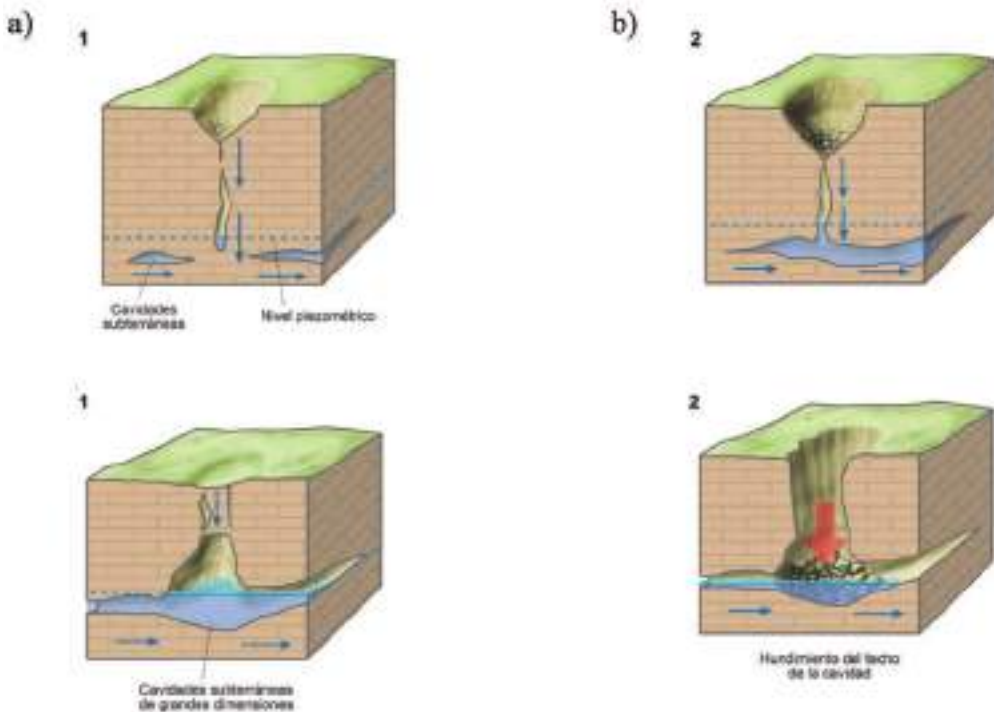 a)
b)
1
2
Cavidades
subterráneas
Nivel piezométrico
1
2
Cavidades subterráneas
de grandes dimensiones
Hundimiento del techo
de la cavidad